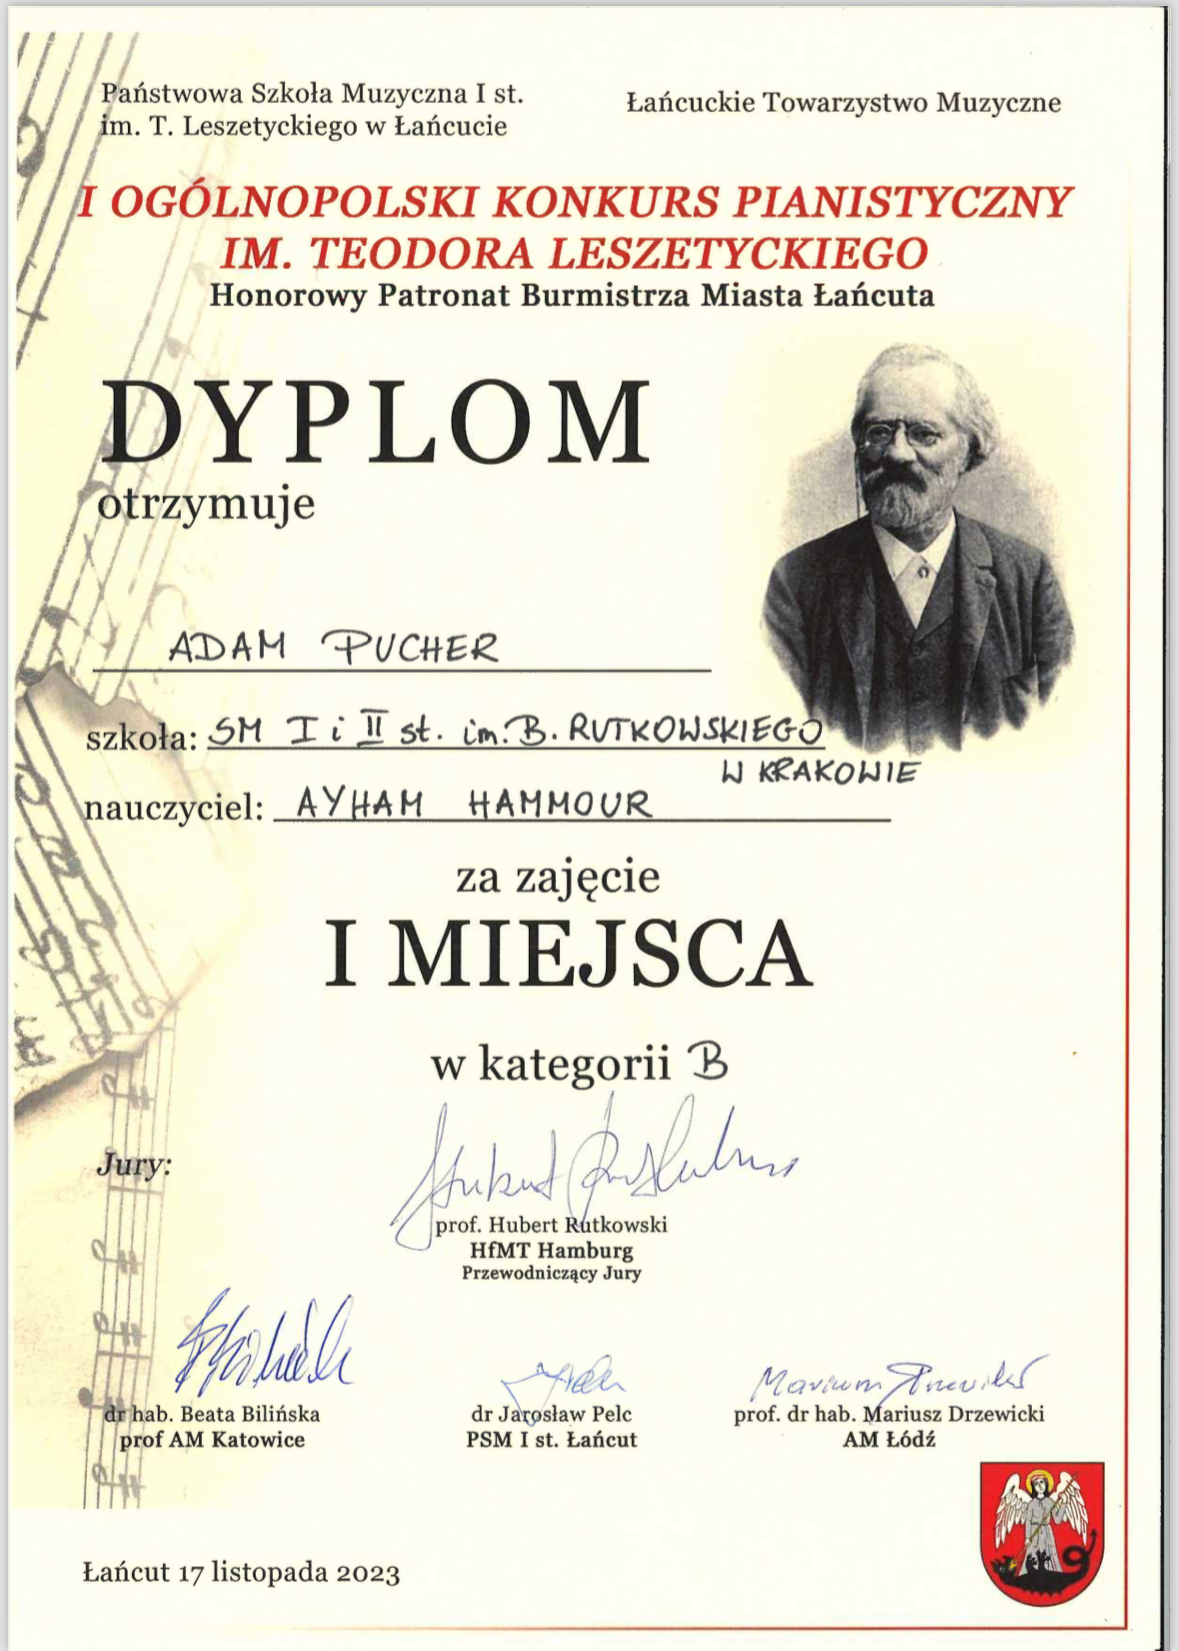 Państwowa Szkoła Muzyczna I st.
im. T. Leszetyckiego w Łańcucie
Łańcuckie Towarzystwo Muzyczne
I OGÓLNOPOLSKI KONKURS PIANISTYCZNY
IM. TEODORA LESZETYCKIEGO
Honorowy Patronat Burmistrza Miasta Łańcuta
DYPLOM
otrzymuje
ADAM PUCHER
szkoła: SM I i II st. im. B. RUTKOWSKIEGO
W KRAKOWIE
nauczyciel: AYHAM HAMMOUR
za zajęcie
I MIEJSCA
w kategorii B
Jury:
prof. Hubert Rutkowski
HfMT Hamburg
Przewodniczący Jury
dr hab. Beata Bilińska
prof AM Katowice
dr Jarosław Pelc
PSM I st. Łańcut
prof. dr hab. Mariusz Drzewicki
AM Łódź
Łańcut 17 listopada 2023